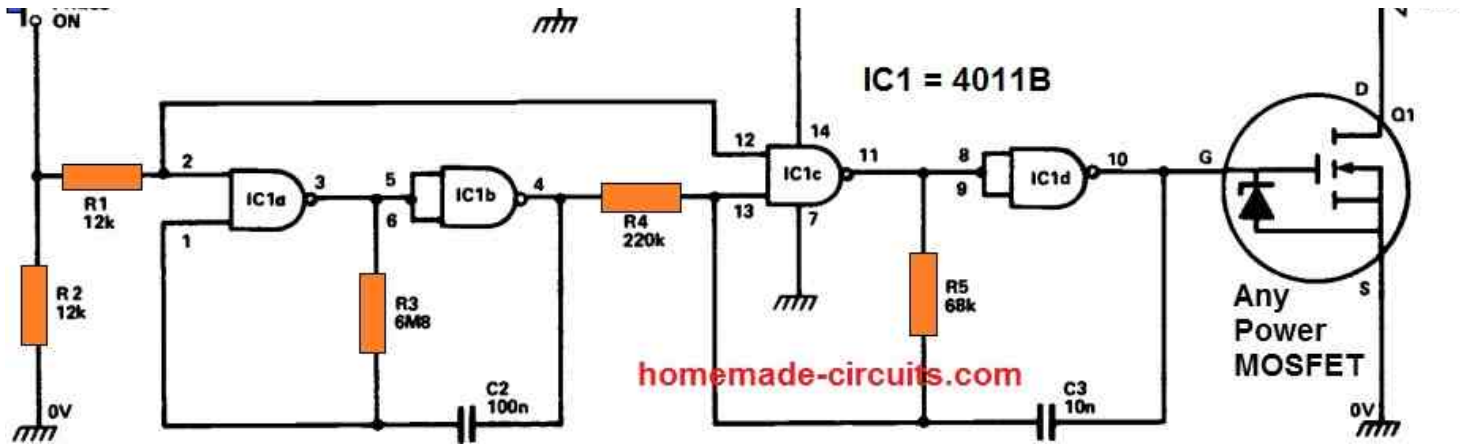 ON
IC1 = 4011B
D
Q1
12
14
2
11
8
10
G
R1
12k
IC1a
3
5
IC1b
4
R4
220k
IC1c
IC1d
1
6
13
7
9
R2
12k
R3
6M8
R5
68k
S
Any
Power
MOSFET
homemade-circuits.com
0V
C2
100n
C3
10n
0V